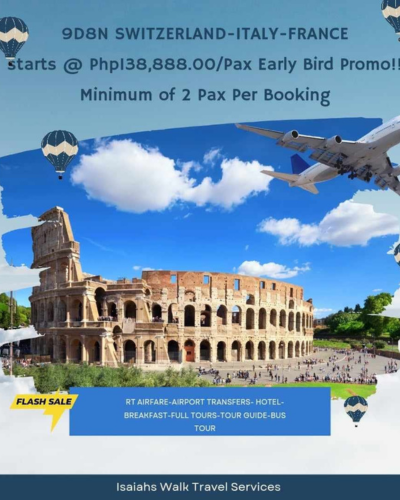 9D8N SWITZERLAND-ITALY-FRANCE
starts @ Php138,888.00/Pax Early Bird Promo!!
Minimum of 2 Pax Per Booking
FLASH SALE
RT AIRFARE-AIRPORT TRANSFERS- HOTEL-
BREAKFAST-FULL TOURS-TOUR GUIDE-BUS
TOUR
Isaiahs Walk Travel Services